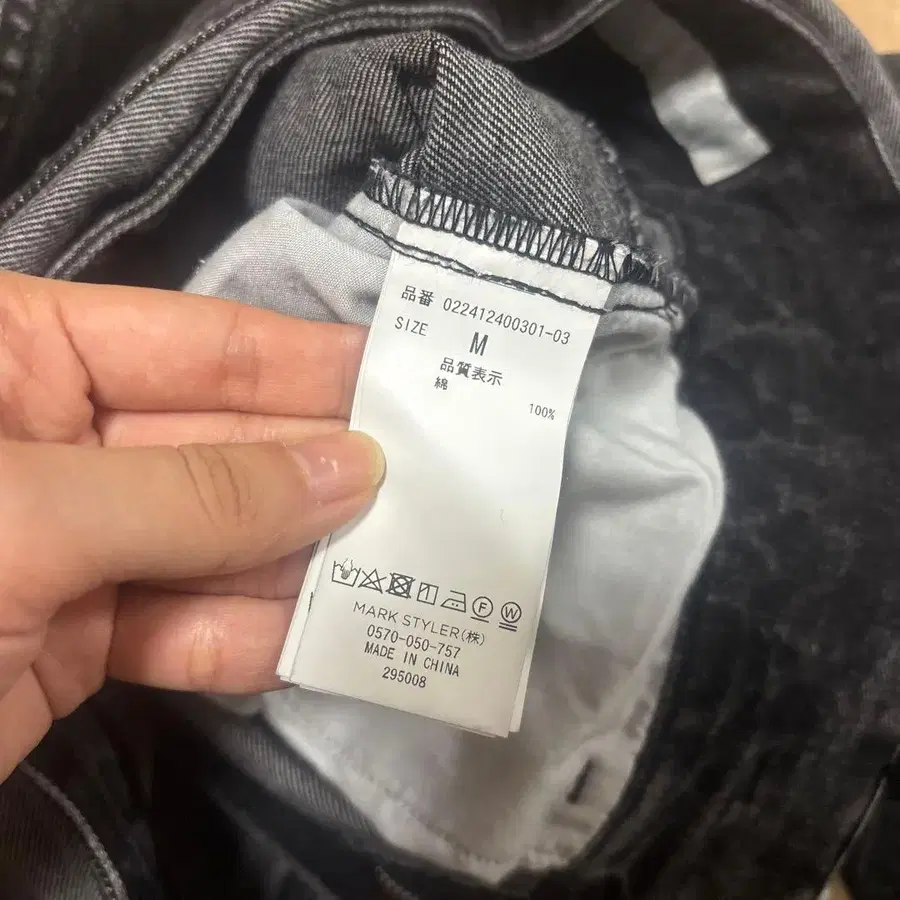 品番 022412400301-03
SIZE M
品質表示
綿 100%
F W
MARK STYLER(株)
0570-050-757
MADE IN CHINA
295008